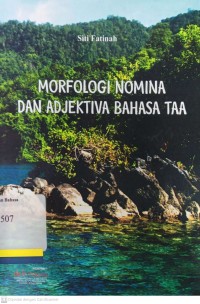 Siti Fatinah
MORFOLOGI NOMINA
DAN ADJEKTIVA BAHASA TAA
507